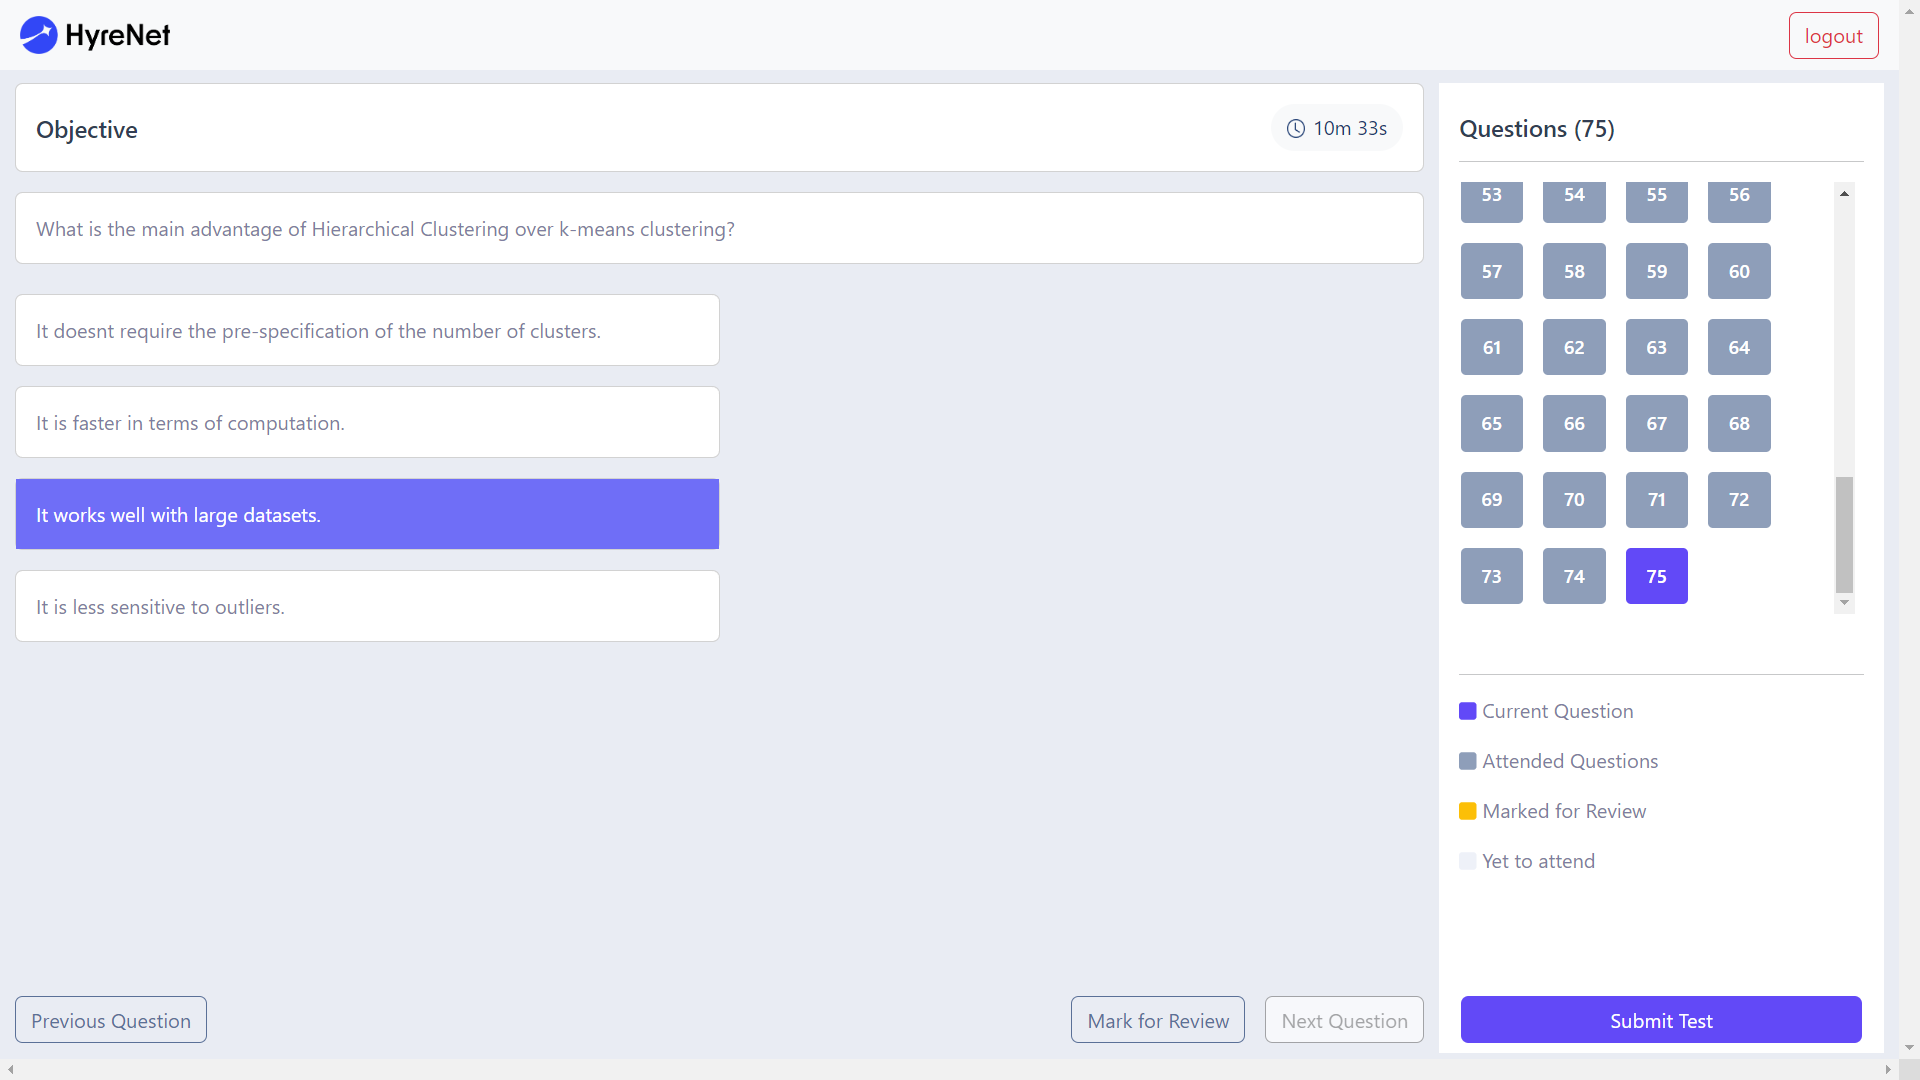 HyreNet
logout
Objective
10m 33s
What is the main advantage of Hierarchical Clustering over k-means clustering?
It doesnt require the pre-specification of the number of clusters.
It is faster in terms of computation.
It works well with large datasets.
It is less sensitive to outliers.
Previous Question
Mark for Review
Next Question
Questions (75)
53 54 55 56
57 58 59 60
61 62 63 64
65 66 67 68
69 70 71 72
73 74 75
Current Question
Attended Questions
Marked for Review
Yet to attend
Submit Test